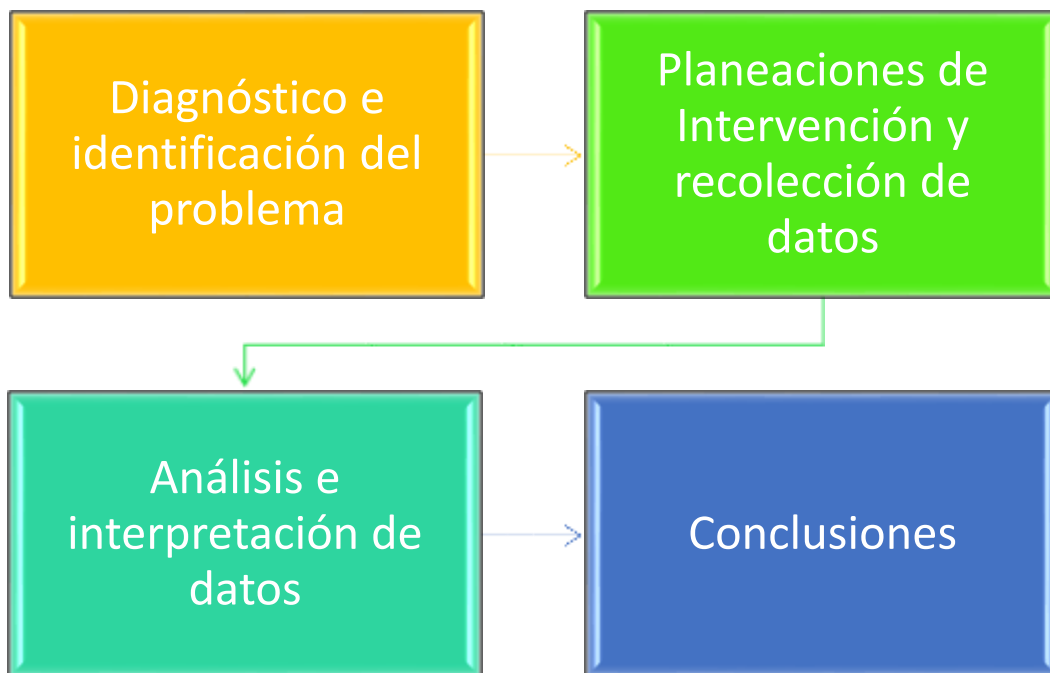 Diagnóstico e
identificación del
problema
Planeaciones de
Intervención y
recolección de
datos
Análisis e
interpretación de
datos
Conclusiones